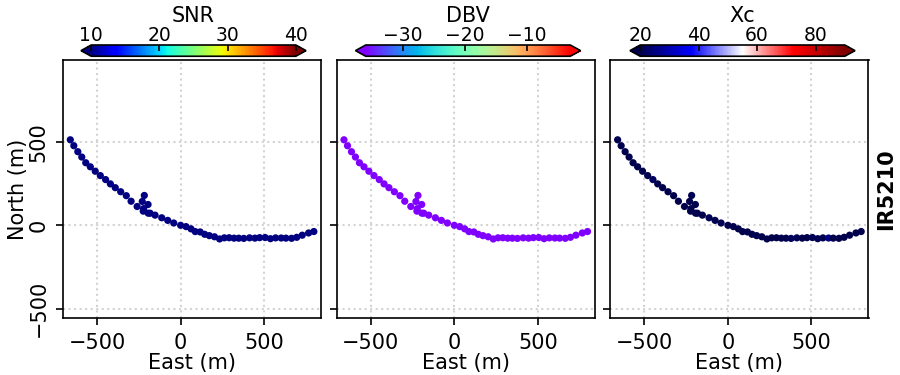 SNR DBV Xc
10 20 30 40 −30 −20 −10 20 40 60 80
North (m)
500
0
−500
−500 0 500 −500 0 500 −500 0 500
East (m) East (m) East (m)
IR5210